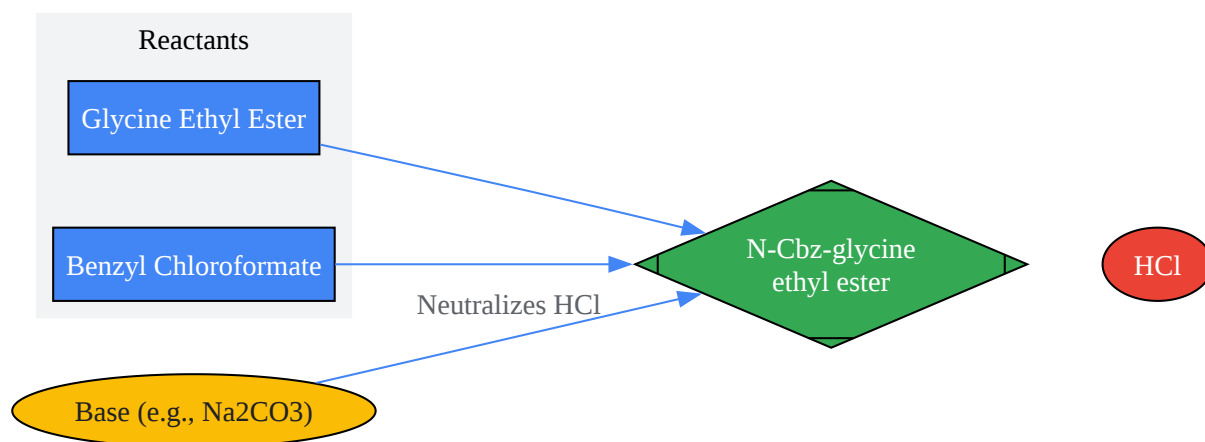 Reactants
Glycine Ethyl Ester
Benzyl Chloroformate
Neutralizes HCl
Base (e.g., Na2CO3)
N-Cbz-glycine
ethyl ester
HCl